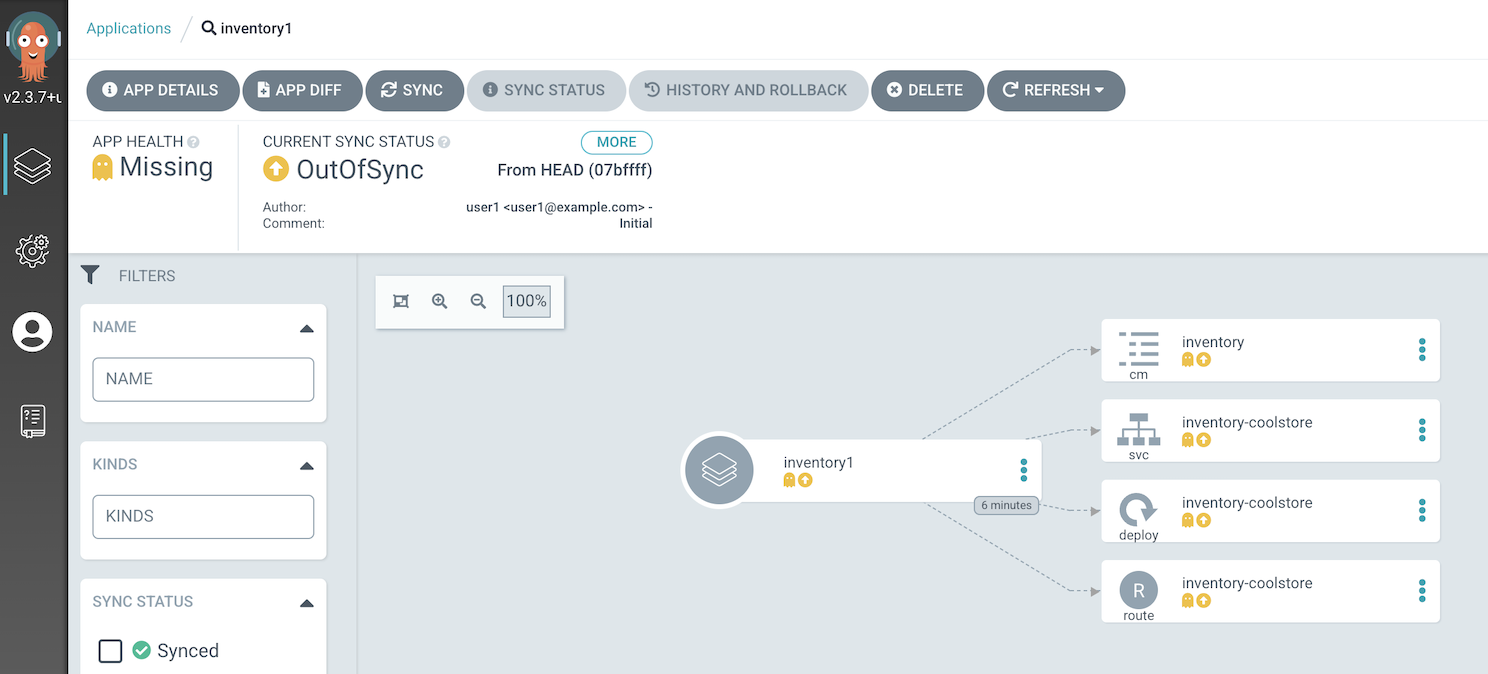 Applications / inventory1
v2.3.7+u
APP DETAILS APP DIFF SYNC SYNC STATUS HISTORY AND ROLLBACK DELETE REFRESH
APP HEALTH
Missing
CURRENT SYNC STATUS MORE
OutOfSync From HEAD (07bffff)
Author: user1 <user1@example.com> -
Comment: Initial
FILTERS
NAME
NAME
KINDS
KINDS
SYNC STATUS
Synced
100%
inventory1
6 minutes
inventory
cm
inventory-coolstore
svc
inventory-coolstore
deploy
inventory-coolstore
R
route